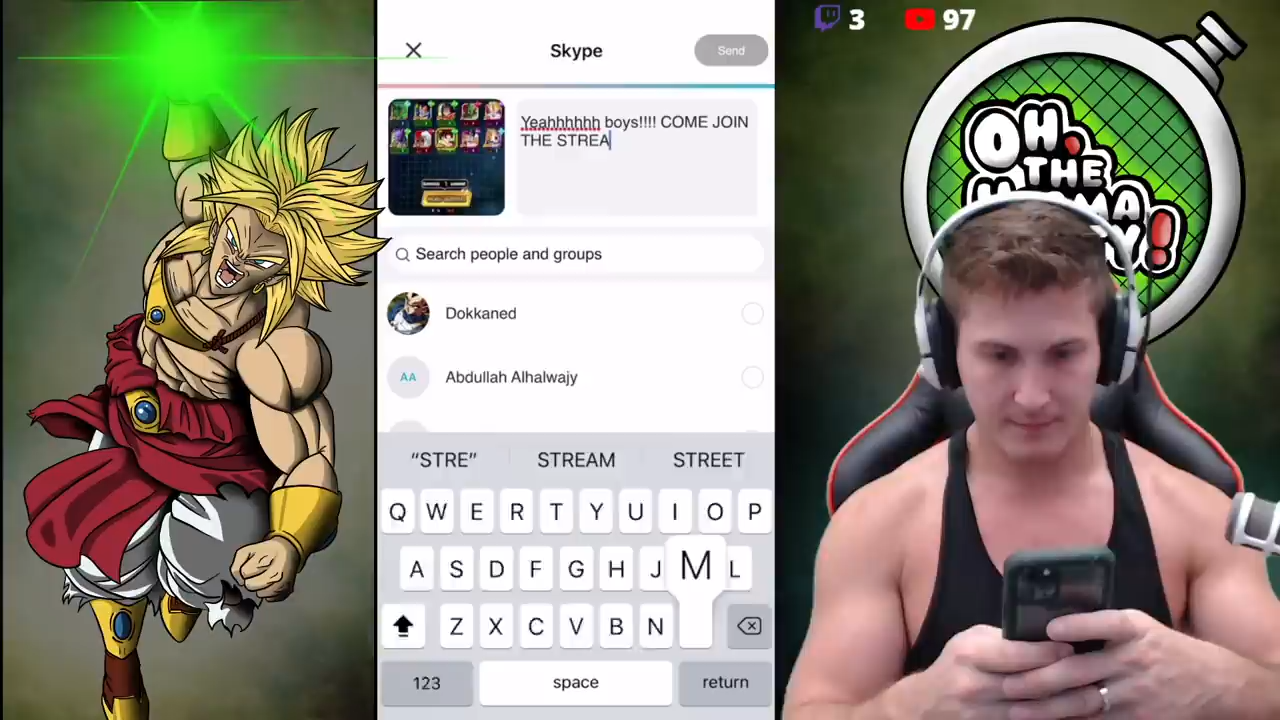 3 97
Skype
Send
Yeahhhhhh boys!!!! COME JOIN
THE STREA
Search people and groups
Dokkaned
AA Abdullah Alhalwajy
“STRE” STREAM STREET
Q W E R T Y U I O P
A S D F G H J L
M
Z X C V B N
123 space return
OH,
THE